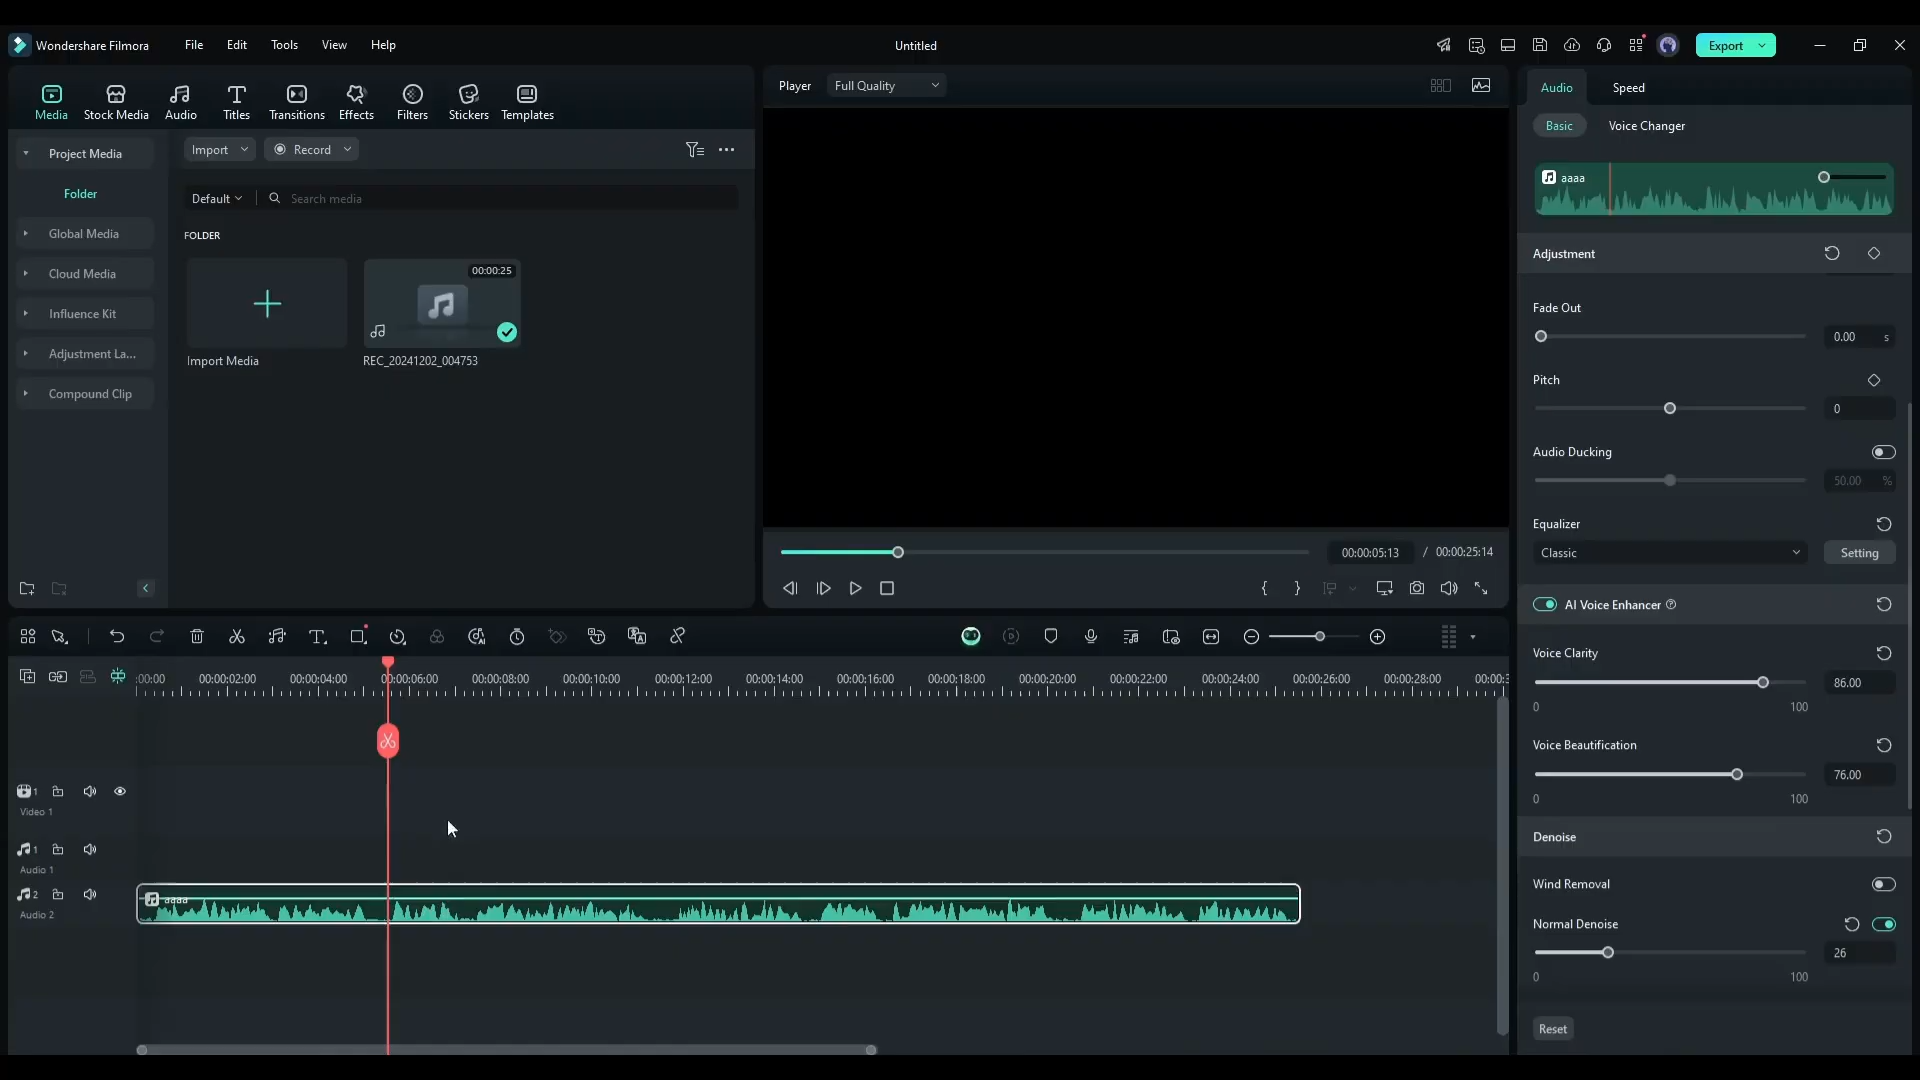 Wondershare Filmora File Edit Tools View Help Untitled Export
Media Stock Media Audio Titles Transitions Effects Filters Stickers Templates
Player Full Quality
Audio Speed
Basic Voice Changer
Project Media
Folder
Global Media
Cloud Media
Influence Kit
Adjustment La...
Compound Clip
Import Record
Default Search media
FOLDER
00:00:25
Import Media REC_20241202_004753
00:00:05:13 / 00:00:25:14
aaaa
Adjustment
Fade Out
0.00 s
Pitch
0
Audio Ducking
50.00 %
Equalizer
Classic Setting
AI Voice Enhancer
Voice Clarity
86.00
0 100
Voice Beautification
76.00
0 100
Denoise
Wind Removal
Normal Denoise
26
0 100
Reset
:00:00 00:00:02:00 00:00:04:00 00:00:06:00 00:00:08:00 00:00:10:00 00:00:12:00 00:00:14:00 00:00:16:00 00:00:18:00 00:00:20:00 00:00:22:00 00:00:24:00 00:00:26:00 00:00:28:00 00:00:3
1
Video 1
1
Audio 1
2
Audio 2
aaaa